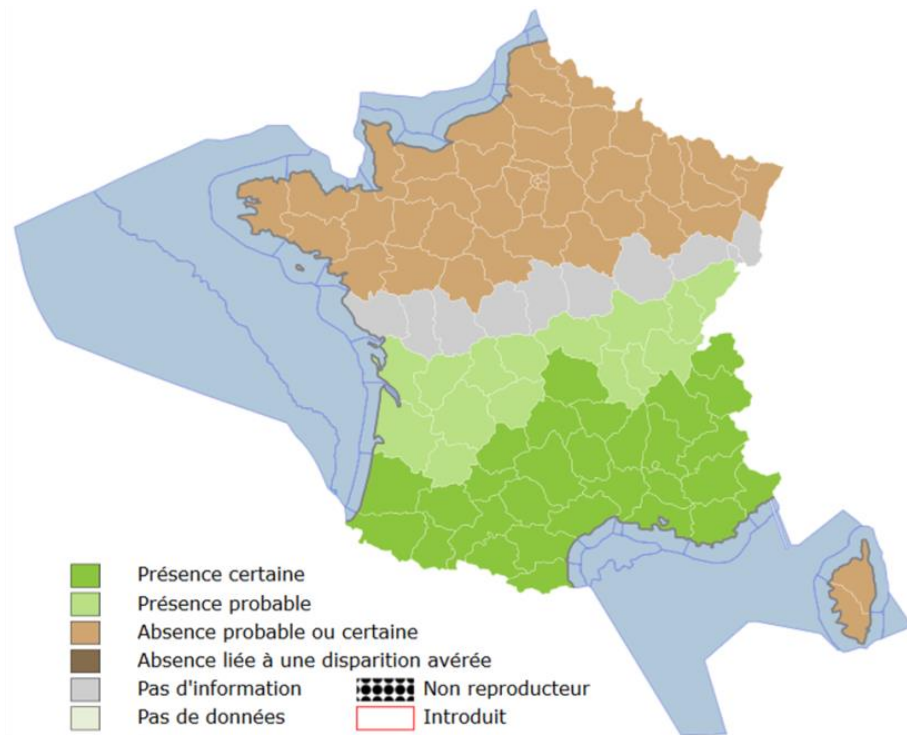 Présence certaine
Présence probable
Absence probable ou certaine
Absence liée à une disparition avérée
Pas d'information
Non reproducteur
Pas de données
Introduit